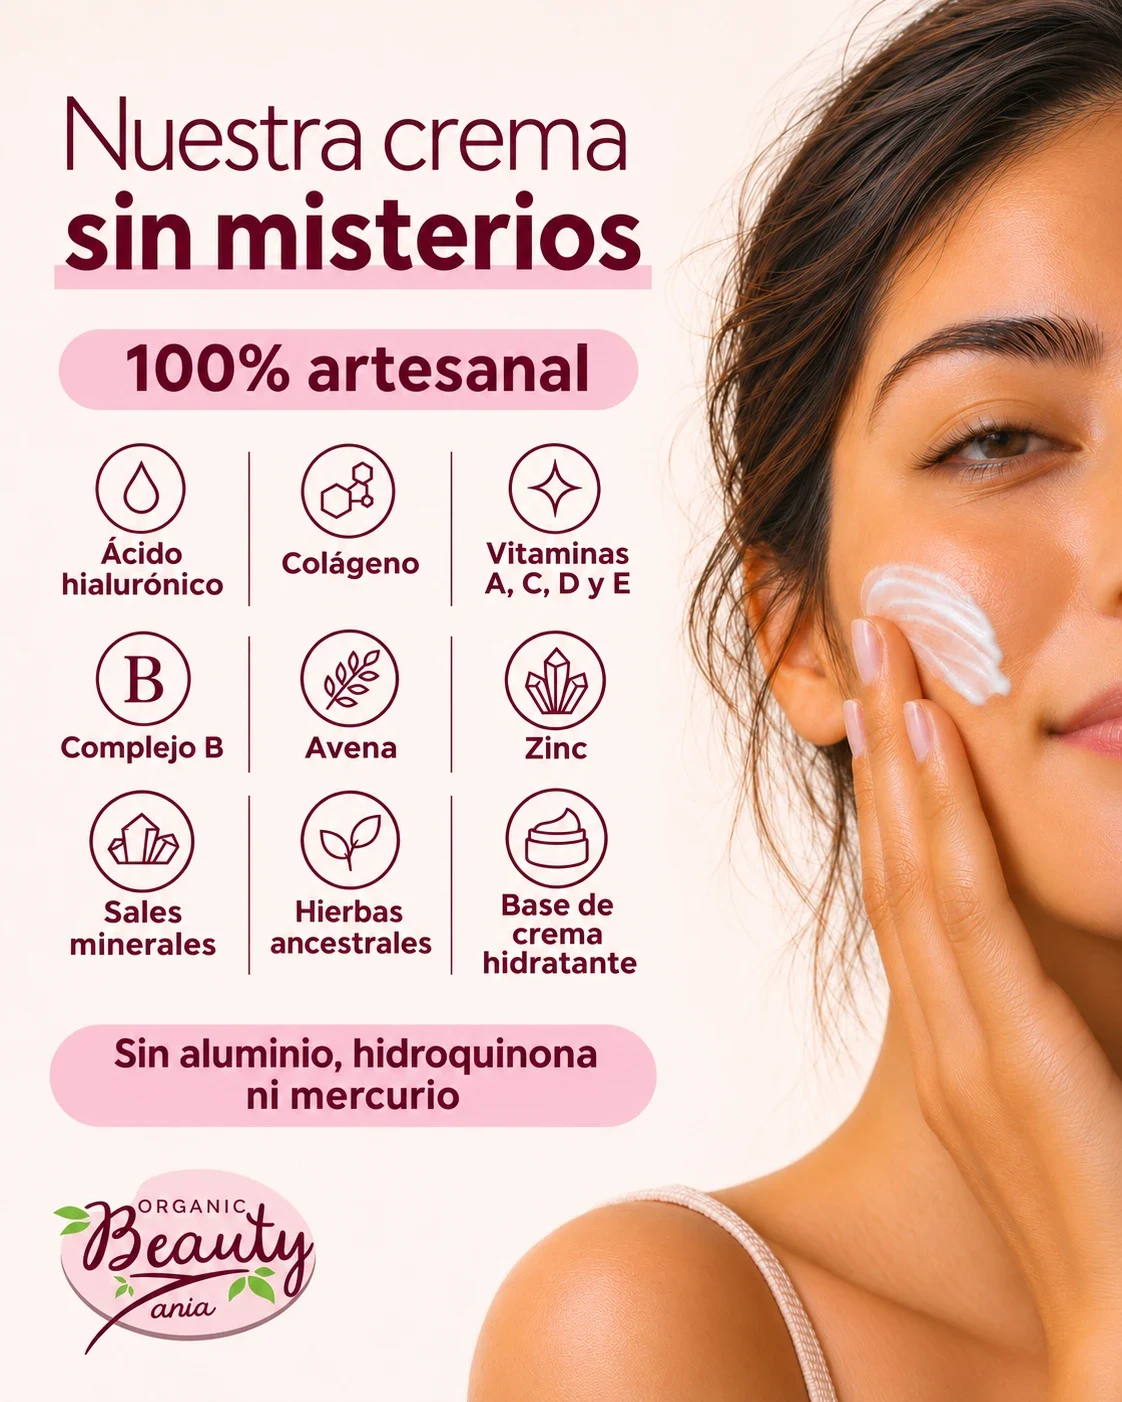 Nuestra crema
sin misterios
100% artesanal
Ácido
hialurónico
Colágeno
Vitaminas
A, C, D y E
B
Complejo B
Avena
Zinc
Sales
minerales
Hierbas
ancestrales
Base de
crema
hidratante
Sin aluminio, hidroquinona
ni mercurio
ORGANIC
Beauty
Tania